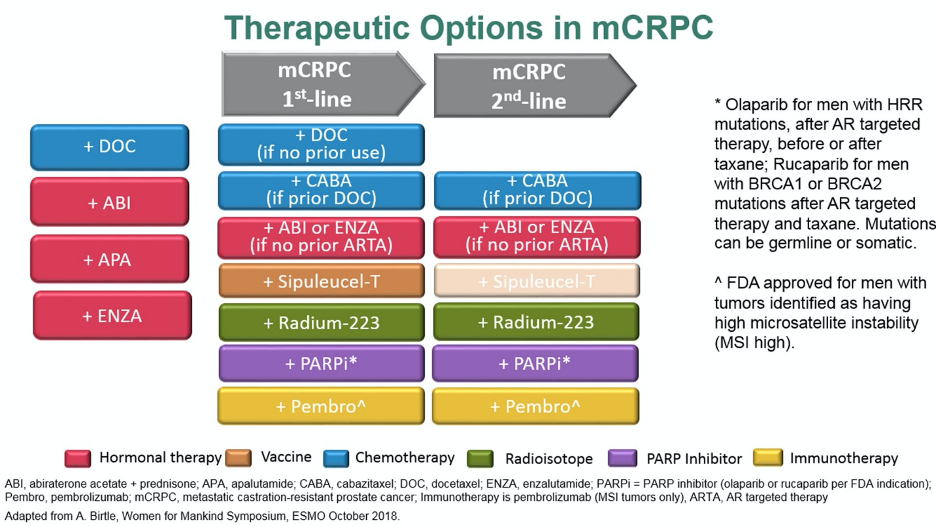 Therapeutic Options in mCRPC
mCRPC
1st-line
mCRPC
2nd-line
+ DOC
+ ABI
+ APA
+ ENZA
+ DOC
(if no prior use)
+ CABA
(if prior DOC)
+ ABI or ENZA
(if no prior ARTA)
+ Sipuleucel-T
+ Radium-223
+ PARPi*
+ Pembro^
+ CABA
(if prior DOC)
+ ABI or ENZA
(if no prior ARTA)
+ Sipuleucel-T
+ Radium-223
+ PARPi*
+ Pembro^
* Olaparib for men with HRR
mutations, after AR targeted
therapy, before or after
taxane; Rucaparib for men
with BRCA1 or BRCA2
mutations after AR targeted
therapy and taxane. Mutations
can be germline or somatic.
^ FDA approved for men with
tumors identified as having
high microsatellite instability
(MSI high).
Hormonal therapy
Vaccine
Chemotherapy
Radioisotope
PARP Inhibitor
Immunotherapy
ABI, abiraterone acetate + prednisone; APA, apalutamide; CABA, cabazitaxel; DOC, docetaxel; ENZA, enzalutamide; PARPi = PARP inhibitor (olaparib or rucaparib per FDA indication);
Pembro, pembrolizumab; mCRPC, metastatic castration-resistant prostate cancer; Immunotherapy is pembrolizumab (MSI tumors only), ARTA, AR targeted
therapy
Adapted from A. Birtle, Women for Mankind Symposium, ESMO October 2018.